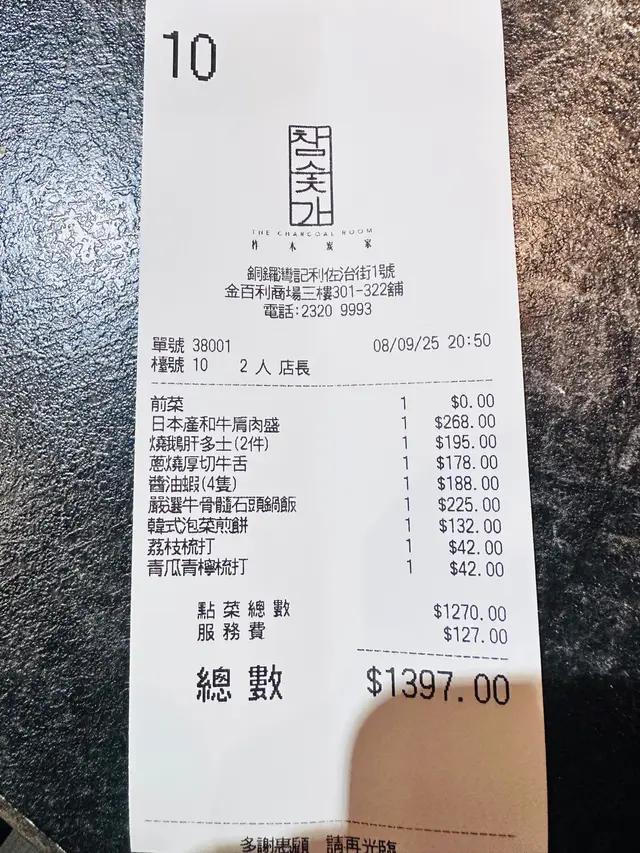 10
참숯가
THE CHARCOAL ROOM
柞木炭家
銅鑼灣記利佐治街1號
金百利商場三樓301-322舖
電話:2320 9993
單號 38001 08/09/25 20:50
檯號 10 2 人 店長
前菜 1 $0.00
日本產和牛肩肉盛 1 $268.00
燒鵝肝多士(2件) 1 $195.00
蔥燒厚切牛舌 1 $178.00
醬油蝦(4隻) 1 $188.00
嚴選牛骨髓石頭鍋飯 1 $225.00
韓式泡菜煎餅 1 $132.00
荔枝梳打 1 $42.00
青瓜青檸梳打 1 $42.00
點菜總數 $1270.00
服務費 $127.00
總數 $1397.00
多謝惠顧 請再光臨